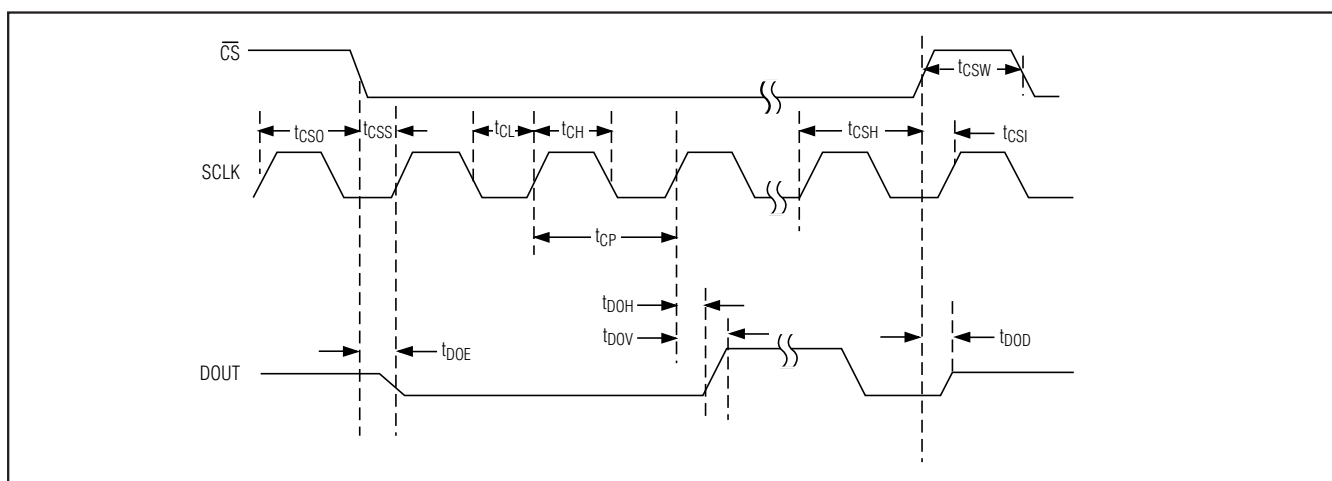 CS
tCSW
tCSO tCSS tCL tCH tCSH tCSI
SCLK
tCP
tDOH
tDOV
tDOE tDOD
DOUT